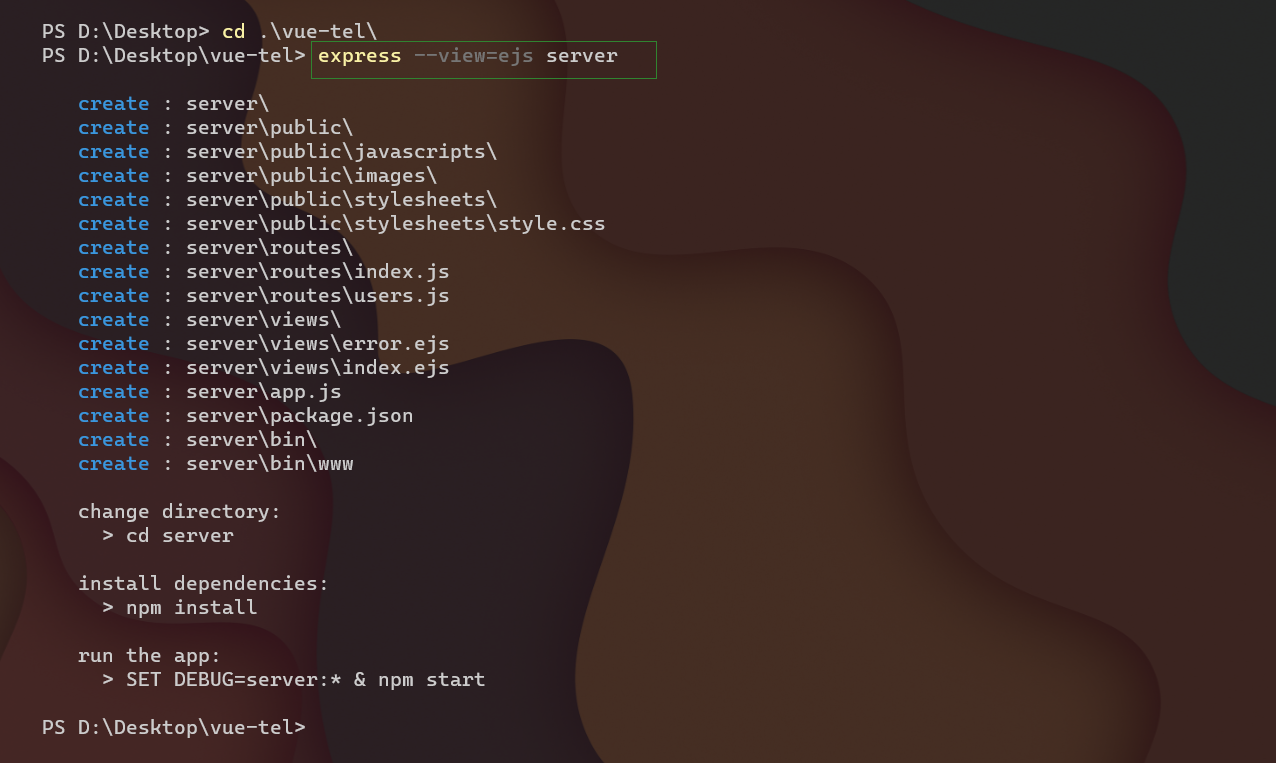 PS D:\Desktop> cd .\vue-tel\
PS D:\Desktop\vue-tel> express --view=ejs server
create : server\
create : server\public\
create : server\public\javascripts\
create : server\public\images\
create : server\public\stylesheets\
create : server\public\stylesheets\style.css
create : server\routes\
create : server\routes\index.js
create : server\routes\users.js
create : server\views\
create : server\views\error.ejs
create : server\views\index.ejs
create : server\app.js
create : server\package.json
create : server\bin\
create : server\bin\www
change directory:
> cd server
install dependencies:
> npm install
run the app:
> SET DEBUG=server:* & npm start
PS D:\Desktop\vue-tel>